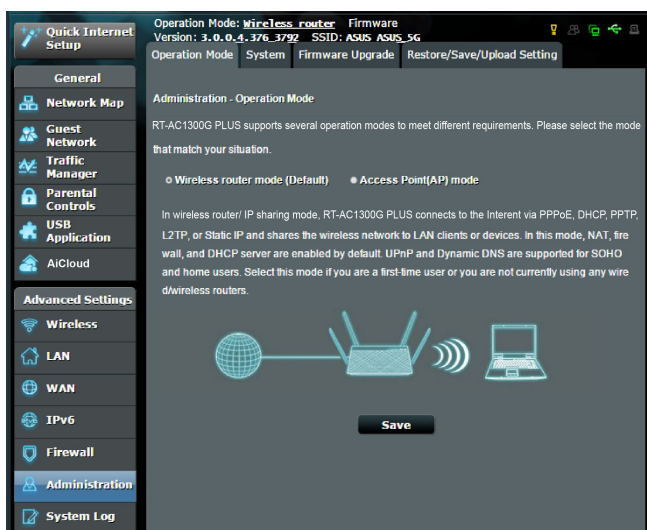 Quick Internet
Setup
General
Network Map
Guest
Network
Traffic
Manager
Parental
Controls
USB
Application
AiCloud
Advanced Settings
Wireless
LAN
WAN
IPv6
Firewall
Administration
System Log
Operation Mode: Wireless router Firmware
Version: 3.0.0.4.376_3792 SSID: ASUS ASUS_5G
Operation Mode System Firmware Upgrade Restore/Save/Upload Setting
Administration - Operation Mode
RT-AC1300G PLUS supports several operation modes to meet different requirements. Please select the mode
that match your situation.
Wireless router mode (Default) Access Point(AP) mode
In wireless router/ IP sharing mode, RT-AC1300G PLUS connects to the Interent via PPPoE, DHCP, PPTP,
L2TP, or Static IP and shares the wireless network to LAN clients or devices. In this mode, NAT, fire
wall, and DHCP server are enabled by default. UPnP and Dynamic DNS are supported for SOHO
and home users. Select this mode if you are a first-time user or you are not currently using any wire
d/wireless routers.
Save